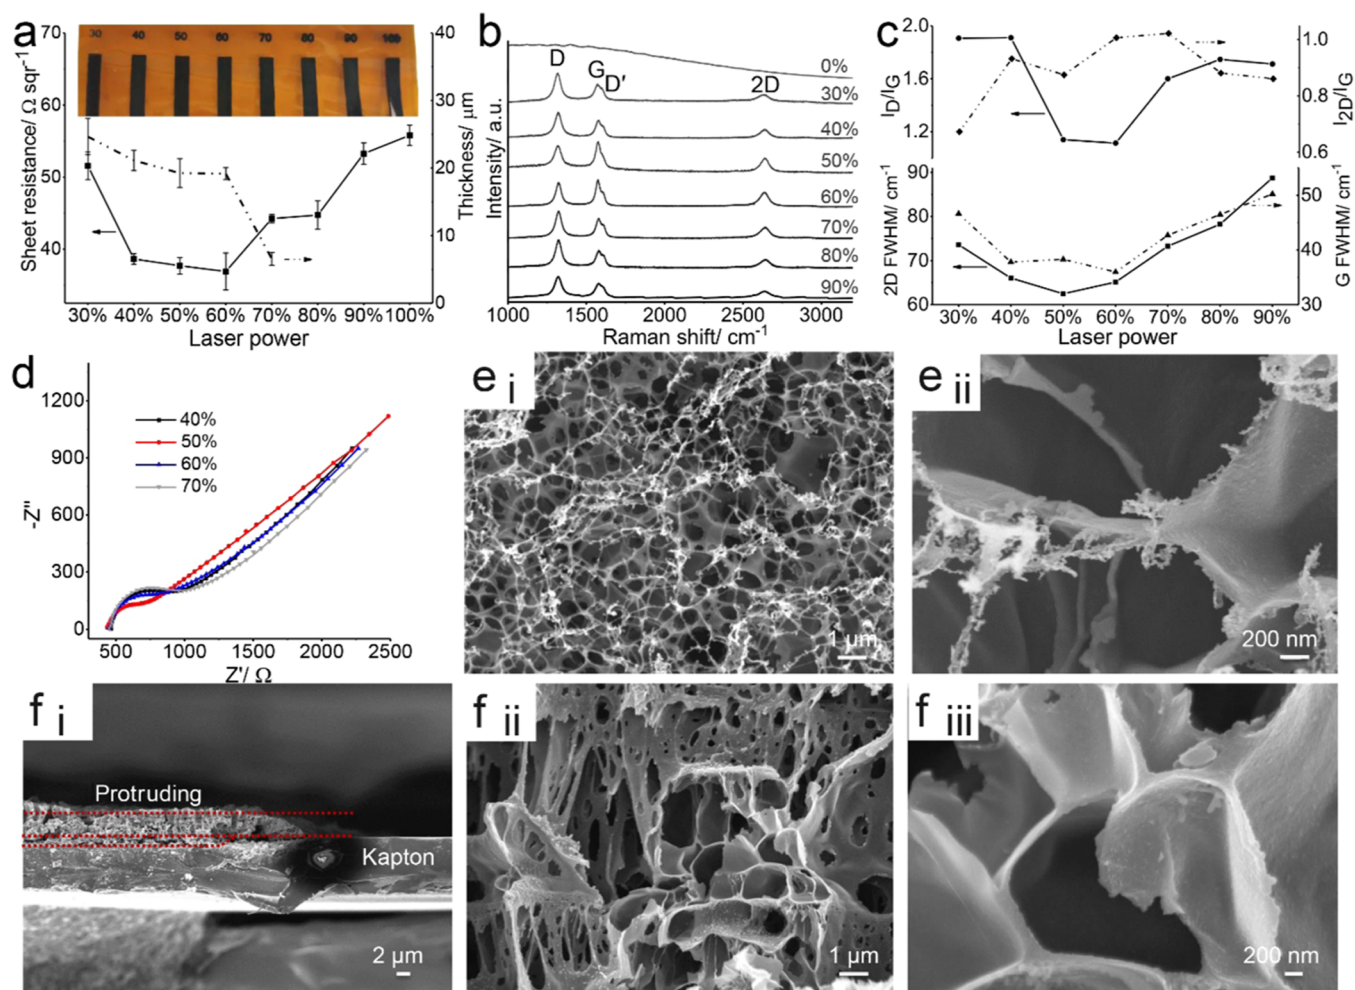 a
70
60
50
40
Sheet resistance/ Ω sqr⁻¹
30 40 50 60 70 80 90 100
40
30
20
10
0
Thickness/ μm
30% 40% 50% 60% 70% 80% 90% 100%
Laser power
b
D
G
D'
2D
0%
30%
40%
50%
60%
70%
80%
90%
Intensity/ a.u.
1000 1500 2000 2500 3000
Raman shift/ cm⁻¹
c
2.0
1.6
1.2
I_D/I_G
1.0
0.8
0.6
I_2D/I_G
90
80
70
60
2D FWHM/ cm⁻¹
50
40
30
G FWHM/ cm⁻¹
30% 40% 50% 60% 70% 80% 90%
Laser power
d
1200
900
600
300
0
-Z''
40%
50%
60%
70%
500 1000 1500 2000 2500
Z'/ Ω
e i
1 μm
e ii
200 nm
f i
Protruding
Kapton
2 μm
f ii
1 μm
f iii
200 nm